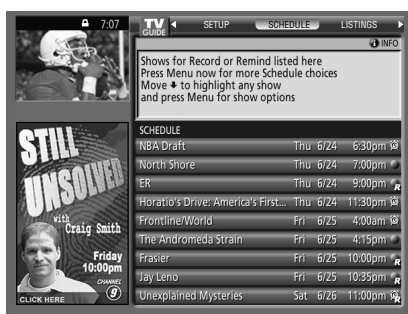 7:07
TV GUIDE
SETUP
SCHEDULE
LISTINGS
INFO
Shows for Record or Remind listed here
Press Menu now for more Schedule choices
Move ⬇ to highlight any show
and press Menu for show options
STILL
UNSOLVED
with
Craig Smith
Friday
10:00pm
CHANNEL
9
CLICK HERE
SCHEDULE
NBA Draft Thu 6/24 6:30pm
North Shore Thu 6/24 7:00pm
ER Thu 6/24 9:00pm R
Horatio's Drive: America's First... Thu 6/24 11:30pm
Frontline/World Fri 6/25 4:00am
The Andromeda Strain Fri 6/25 4:15pm
Frasier Fri 6/25 10:00pm R
Jay Leno Fri 6/25 10:35pm R
Unexplained Mysteries Sat 6/26 11:00pm R